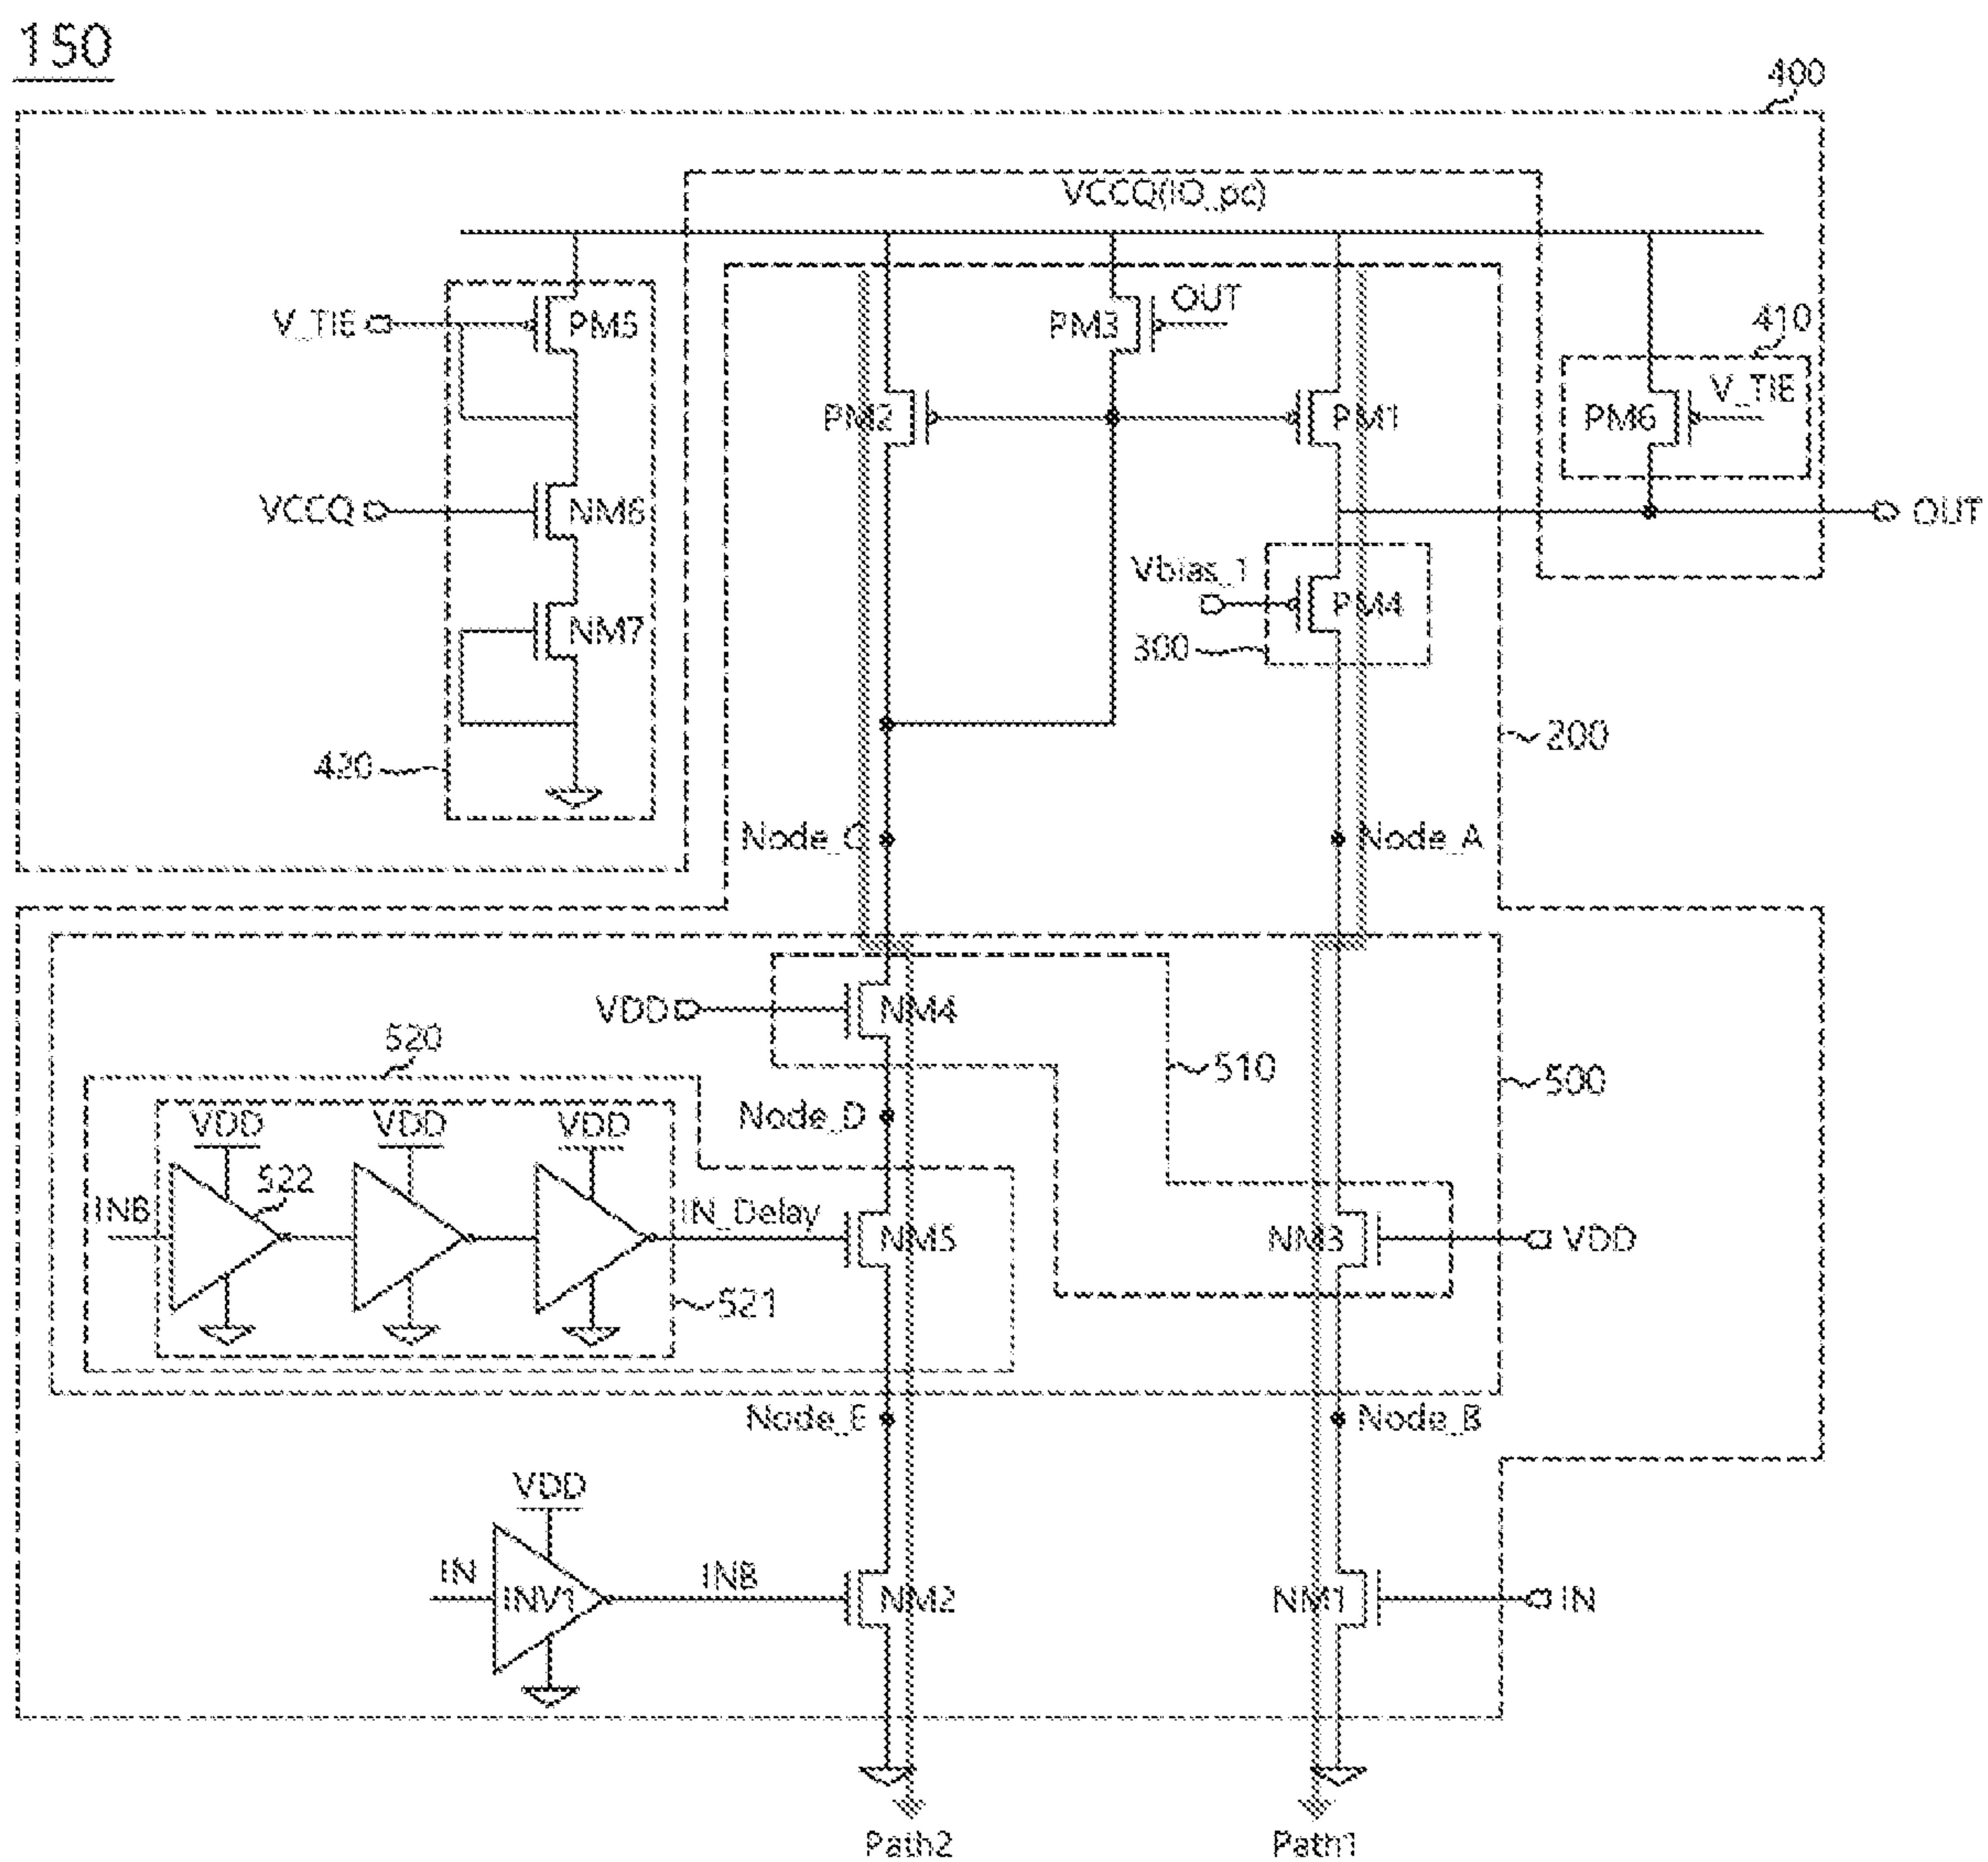 150
400
VCCQ(IO_pc)
V_TIE
PM5
PM3
OUT
410
V_TIE
PM2
PM1
PM6
VCCQ
NM6
OUT
Vbias_1
PM4
NM7
300
200
420
Node_C
Node_A
VDD
NM4
520
510
500
VDD
VDD
VDD
Node_D
522
INB
IN_Delay
NM5
NM3
VDD
521
Node_E
Node_B
VDD
IN
INV1
INB
NM2
NM1
IN
Path2
Path1